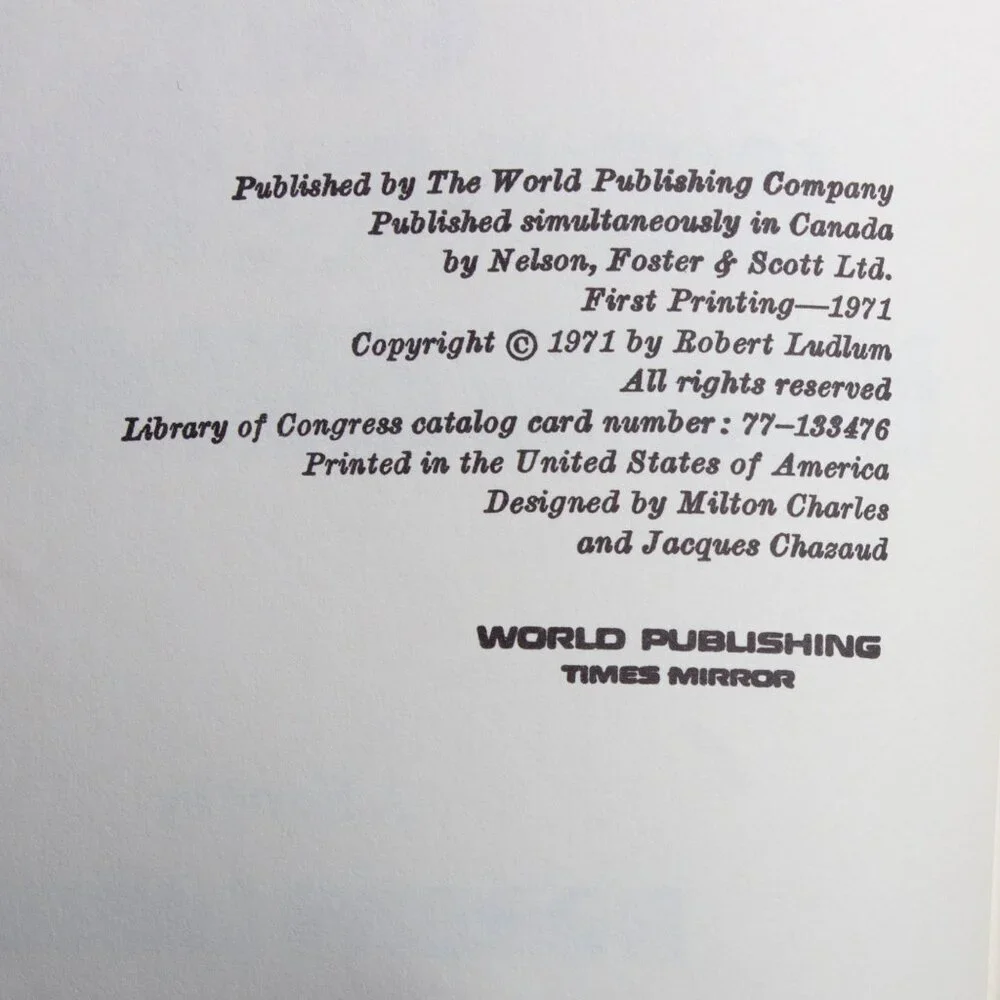 Published by The World Publishing Company
Published simultaneously in Canada
by Nelson, Foster & Scott Ltd.
First Printing—1971
Copyright © 1971 by Robert Ludlum
All rights reserved
Library of Congress catalog card number: 77–133476
Printed in the United States of America
Designed by Milton Charles
and Jacques Chazaud
WORLD PUBLISHING
TIMES MIRROR